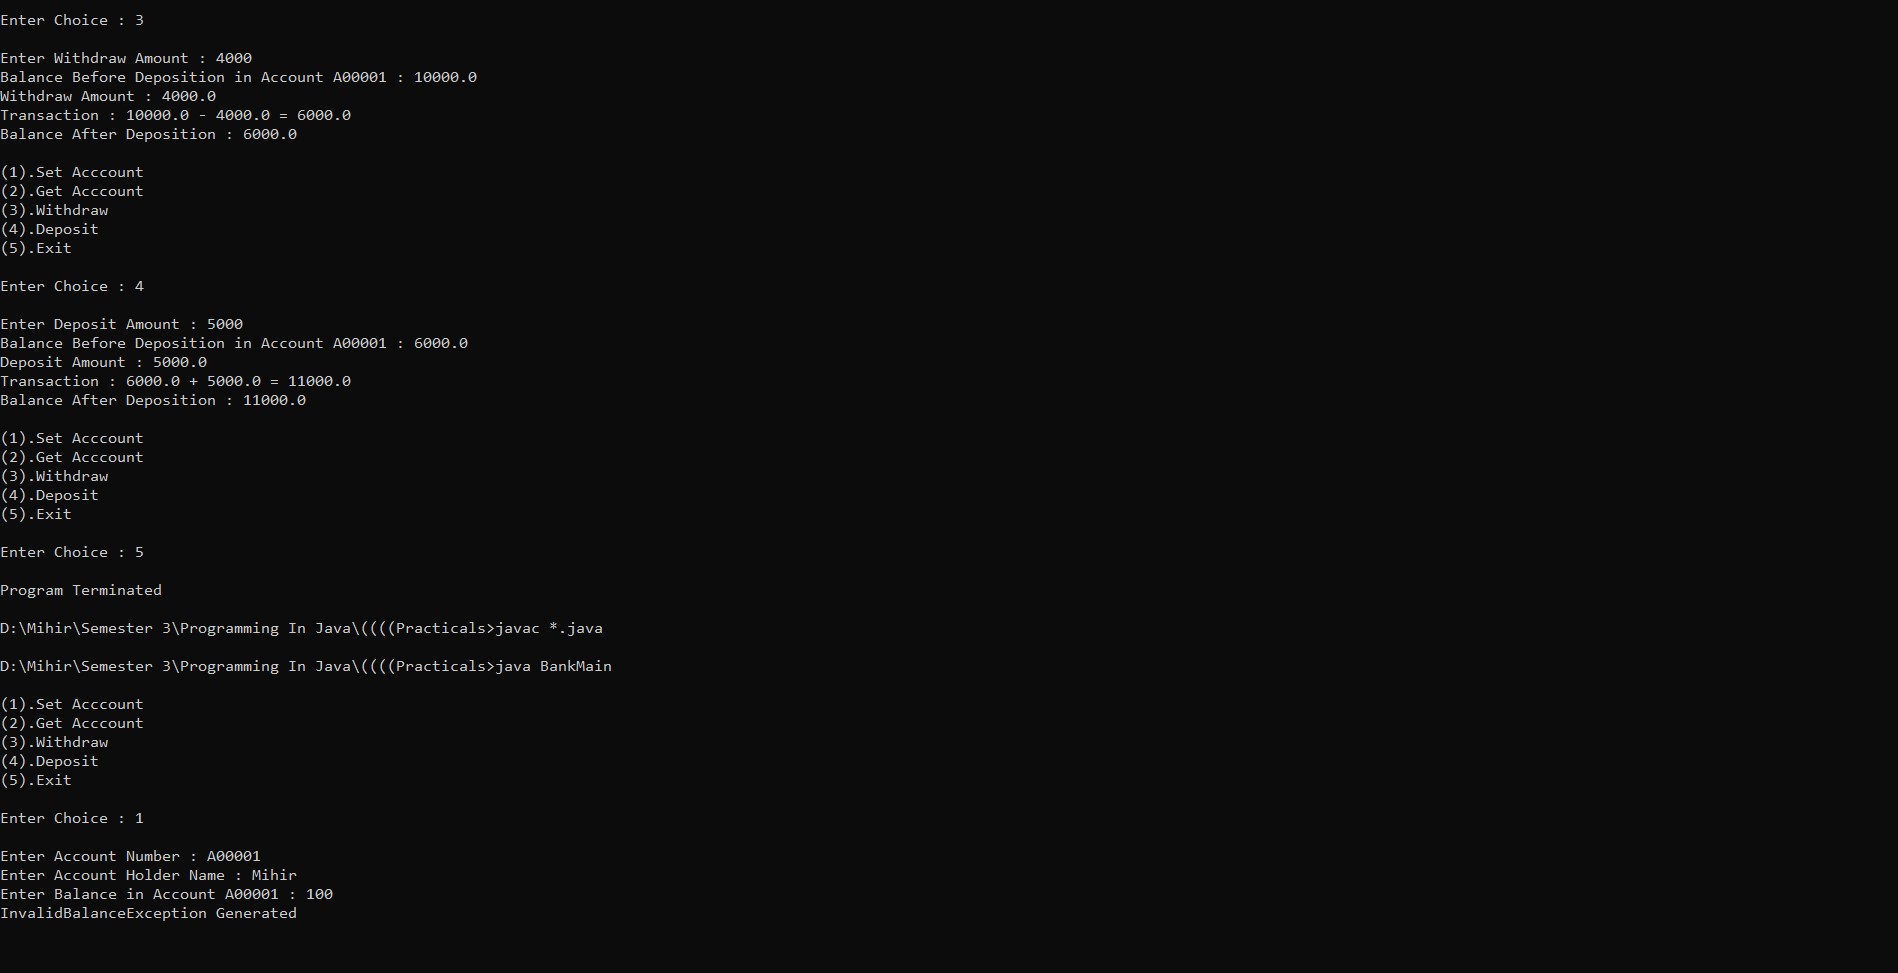 Enter Choice : 3
Enter Withdraw Amount : 4000
Balance Before Deposition in Account A00001 : 10000.0
Withdraw Amount : 4000.0
Transaction : 10000.0 - 4000.0 = 6000.0
Balance After Deposition : 6000.0
(1).Set Acccount
(2).Get Acccount
(3).Withdraw
(4).Deposit
(5).Exit
Enter Choice : 4
Enter Deposit Amount : 5000
Balance Before Deposition in Account A00001 : 6000.0
Deposit Amount : 5000.0
Transaction : 6000.0 + 5000.0 = 11000.0
Balance After Deposition : 11000.0
(1).Set Acccount
(2).Get Acccount
(3).Withdraw
(4).Deposit
(5).Exit
Enter Choice : 5
Program Terminated
D:\Mihir\Semester 3\Programming In Java\((((Practicals>javac *.java
D:\Mihir\Semester 3\Programming In Java\((((Practicals>java BankMain
(1).Set Acccount
(2).Get Acccount
(3).Withdraw
(4).Deposit
(5).Exit
Enter Choice : 1
Enter Account Number : A00001
Enter Account Holder Name : Mihir
Enter Balance in Account A00001 : 100
InvalidBalanceException Generated